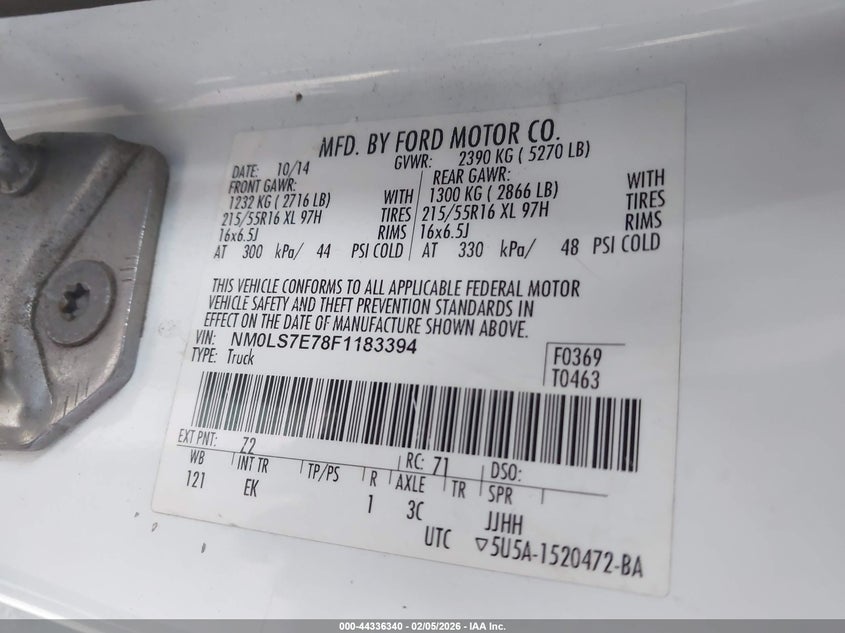 MFD. BY FORD MOTOR CO.
DATE: 10/14 GVWR: 2390 KG ( 5270 LB)
FRONT GAWR: REAR GAWR:
1232 KG ( 2716 LB) WITH 1300 KG ( 2866 LB) WITH
215/55R16 XL 97H TIRES 215/55R16 XL 97H TIRES
16x6.5J RIMS 16x6.5J RIMS
AT 300 kPa/ 44 PSI COLD AT 330 kPa/ 48 PSI COLD
THIS VEHICLE CONFORMS TO ALL APPLICABLE FEDERAL MOTOR
VEHICLE SAFETY AND THEFT PREVENTION STANDARDS IN
EFFECT ON THE DATE OF MANUFACTURE SHOWN ABOVE.
VIN: NM0LS7E78F1183394
TYPE: Truck
F0369
T0463
EXT PNT: Z2 RC: 71 DSO:
WB INT TR TP/PS R AXLE TR SPR
121 EK 1 3C JJHH
UTC ▽5U5A-1520472-BA
000-44336340 - 02/05/2026 - IAA Inc.